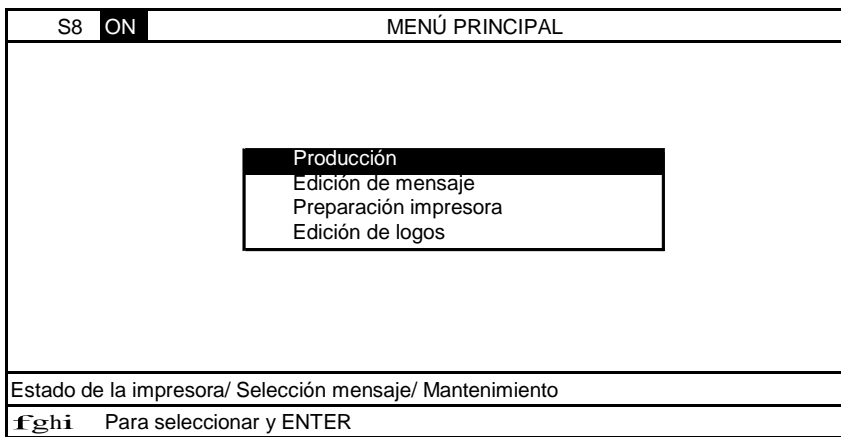 S8 ON MENÚ PRINCIPAL
Producción
Edición de mensaje
Preparación impresora
Edición de logos
Estado de la impresora/ Selección mensaje/ Mantenimiento
fghi Para seleccionar y ENTER